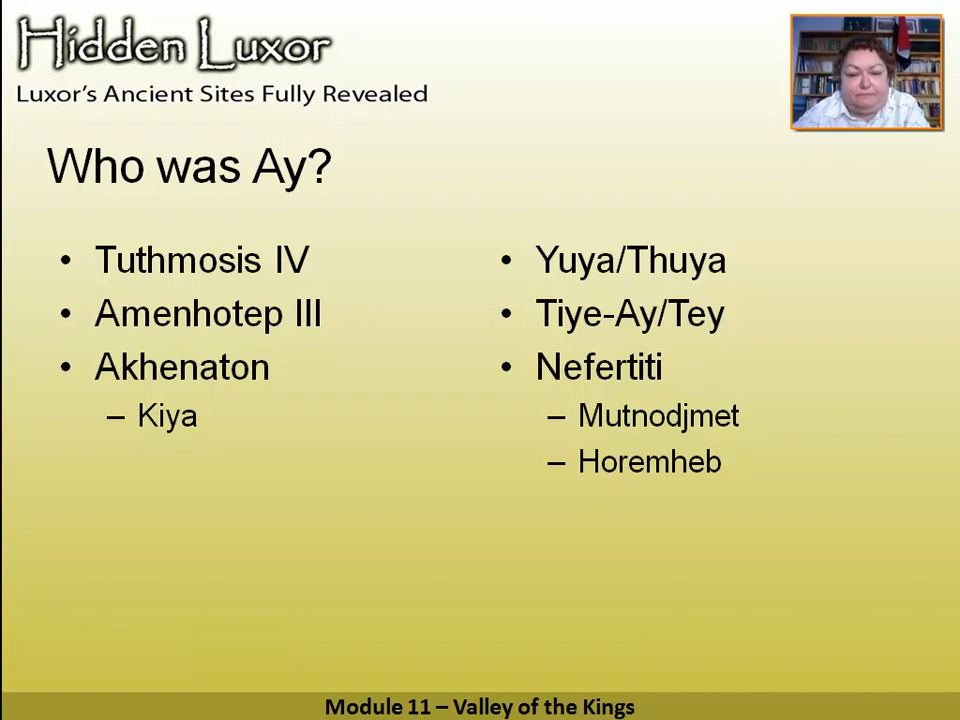 Hidden Luxor
Luxor's Ancient Sites Fully Revealed
Who was Ay?
• Tuthmosis IV
• Amenhotep III
• Akhenaton
– Kiya
• Yuya/Thuya
• Tiye-Ay/Tey
• Nefertiti
– Mutnodjmet
– Horemheb
Module 11 – Valley of the Kings